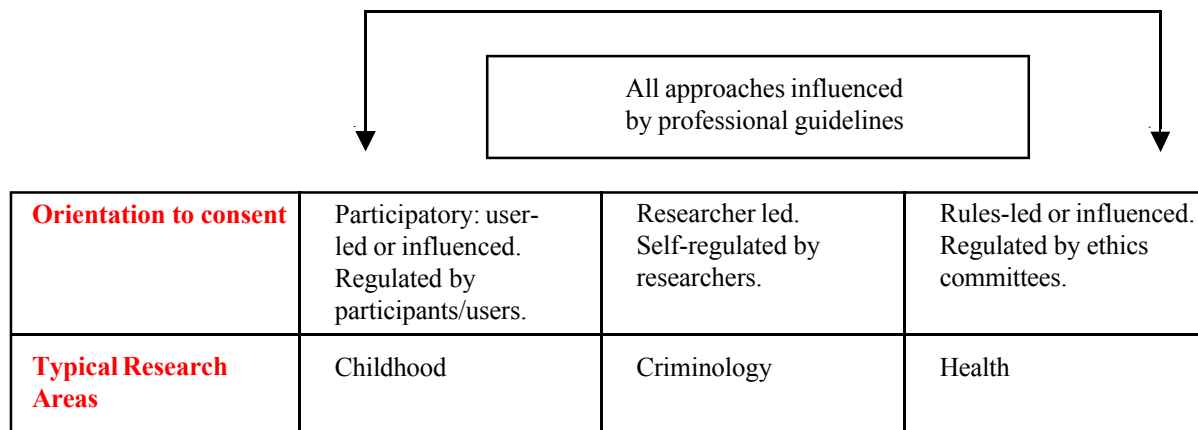 All approaches influenced
by professional guidelines
Orientation to consent
Participatory: user-
led or influenced.
Regulated by
participants/users.
Researcher led.
Self-regulated by
researchers.
Rules-led or influenced.
Regulated by ethics
committees.
Typical Research
Areas
Childhood
Criminology
Health